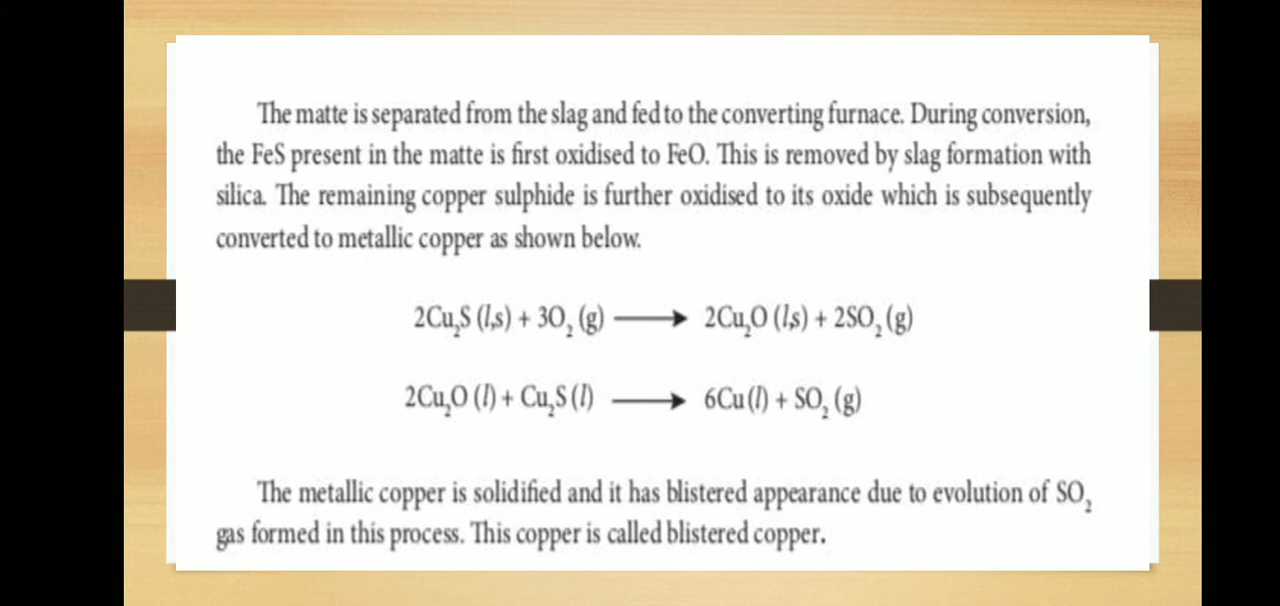 The matte is separated from the slag and fed to the converting furnace. During conversion,
the FeS present in the matte is first oxidised to FeO. This is removed by slag formation with
silica. The remaining copper sulphide is further oxidised to its oxide which is subsequently
converted to metallic copper as shown below.
2Cu₂S (l,s) + 3O₂ (g) ⟶ 2Cu₂O (l,s) + 2SO₂ (g)
2Cu₂O (l) + Cu₂S (l) ⟶ 6Cu (l) + SO₂ (g)
The metallic copper is solidified and it has blistered appearance due to evolution of SO₂
gas formed in this process. This copper is called blistered copper.